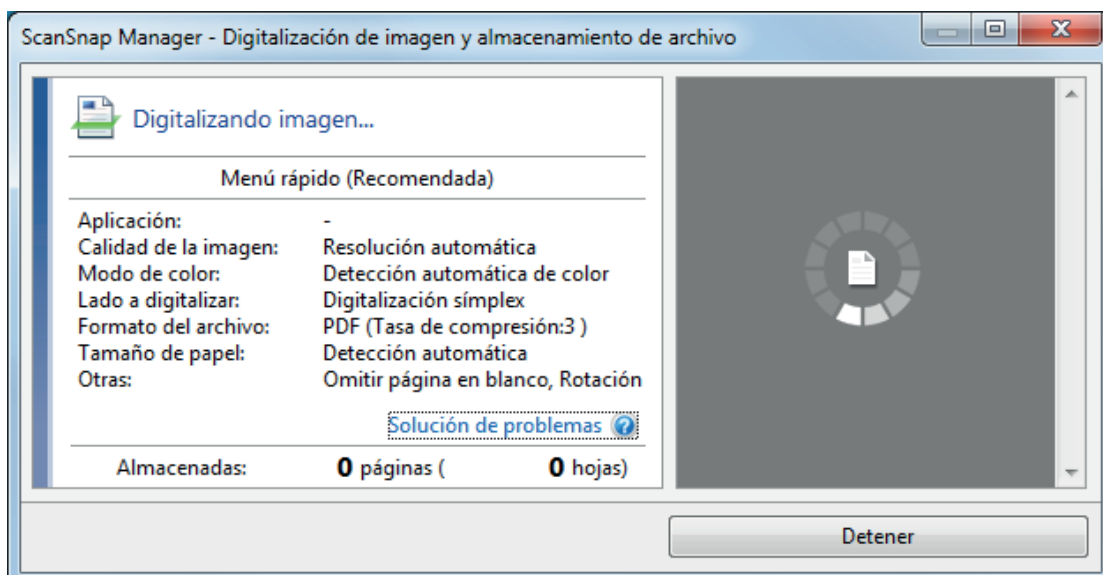 ScanSnap Manager - Digitalización de imagen y almacenamiento de archivo
Digitalizando imagen...
Menú rápido (Recomendada)
Aplicación: -
Calidad de la imagen: Resolución automática
Modo de color: Detección automática de color
Lado a digitalizar: Digitalización símplex
Formato del archivo: PDF (Tasa de compresión:3 )
Tamaño de papel: Detección automática
Otras: Omitir página en blanco, Rotación
Solución de problemas
Almacenadas: 0 páginas ( 0 hojas)
Detener